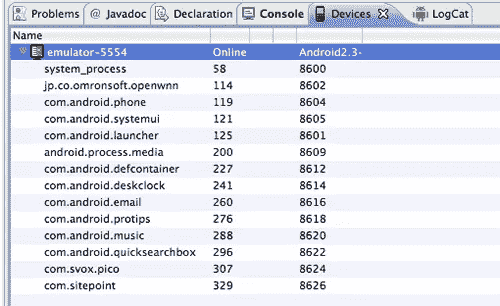 Problems @ Javadoc Declaration Console Devices LogCat
Name
emulator-5554 Online Android2.3-
system_process 58 8600
jp.co.omronsoft.openwnn 114 8602
com.android.phone 119 8604
com.android.systemui 121 8605
com.android.launcher 125 8601
android.process.media 200 8609
com.android.defcontainer 227 8612
com.android.deskclock 241 8614
com.android.email 260 8616
com.android.protips 276 8618
com.android.music 288 8620
com.android.quicksearchbox 296 8622
com.svox.pico 307 8624
com.sitepoint 329 8626